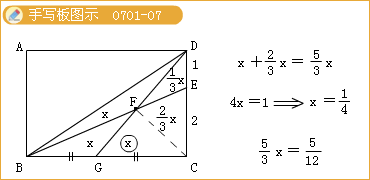 手写板图示 0701-07
A
D
1
1/3 x
E
F
x
2/3 x
2
x
x
B
G
C
x + 2/3 x = 5/3 x
4x = 1 ⟹ x = 1/4
5/3 x = 5/12